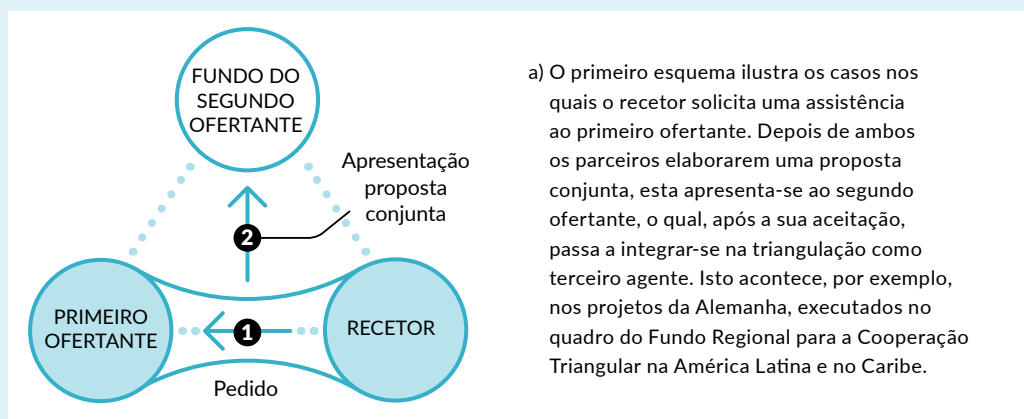 FUNDO DO
SEGUNDO
OFERTANTE
Apresentação
proposta
conjunta
2
PRIMEIRO
OFERTANTE
1
RECETOR
Pedido
a) O primeiro esquema ilustra os casos nos
quais o recetor solicita uma assistência
ao primeiro ofertante. Depois de ambos
os parceiros elaborarem uma proposta
conjunta, esta apresenta-se ao segundo
ofertante, o qual, após a sua aceitação,
passa a integrar-se na triangulação como
terceiro agente. Isto acontece, por exemplo,
nos projetos da Alemanha, executados no
quadro do Fundo Regional para a Cooperação
Triangular na América Latina e no Caribe.